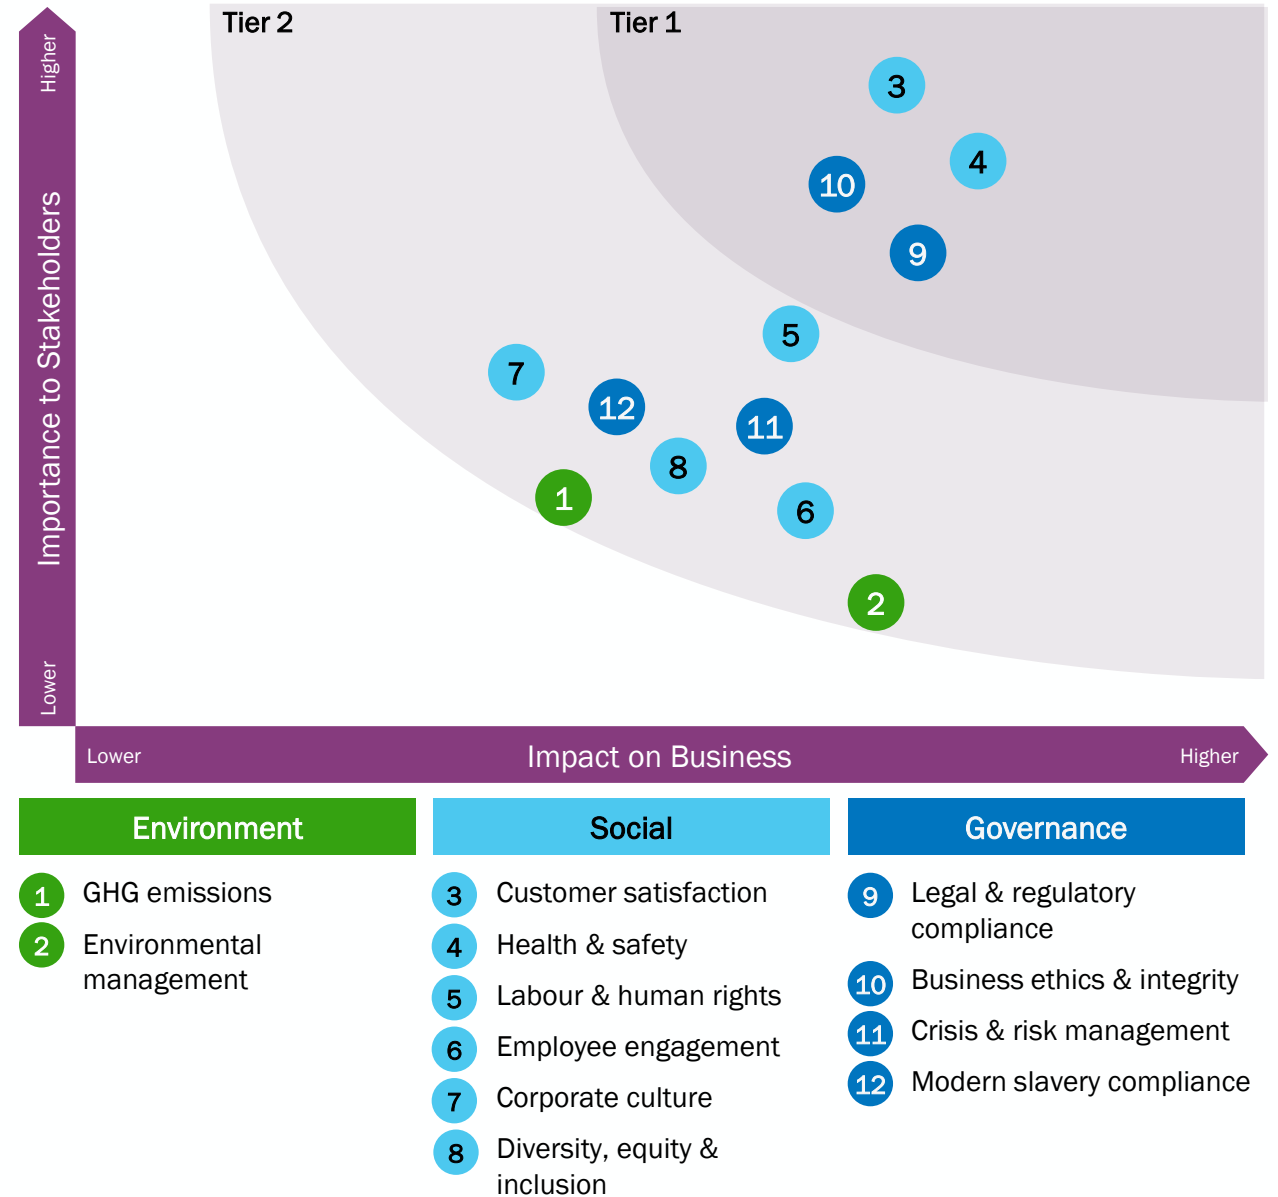 Tier 2
Tier 1
Higher
Importance to Stakeholders
Lower
3
4
10
9
5
7
12
11
8
1
6
2
Lower
Impact on Business
Higher
Environment
1 GHG emissions
2 Environmental
management
Social
3 Customer satisfaction
4 Health & safety
5 Labour & human rights
6 Employee engagement
7 Corporate culture
8 Diversity, equity &
inclusion
Governance
9 Legal & regulatory
compliance
10 Business ethics & integrity
11 Crisis & risk management
12 Modern slavery compliance